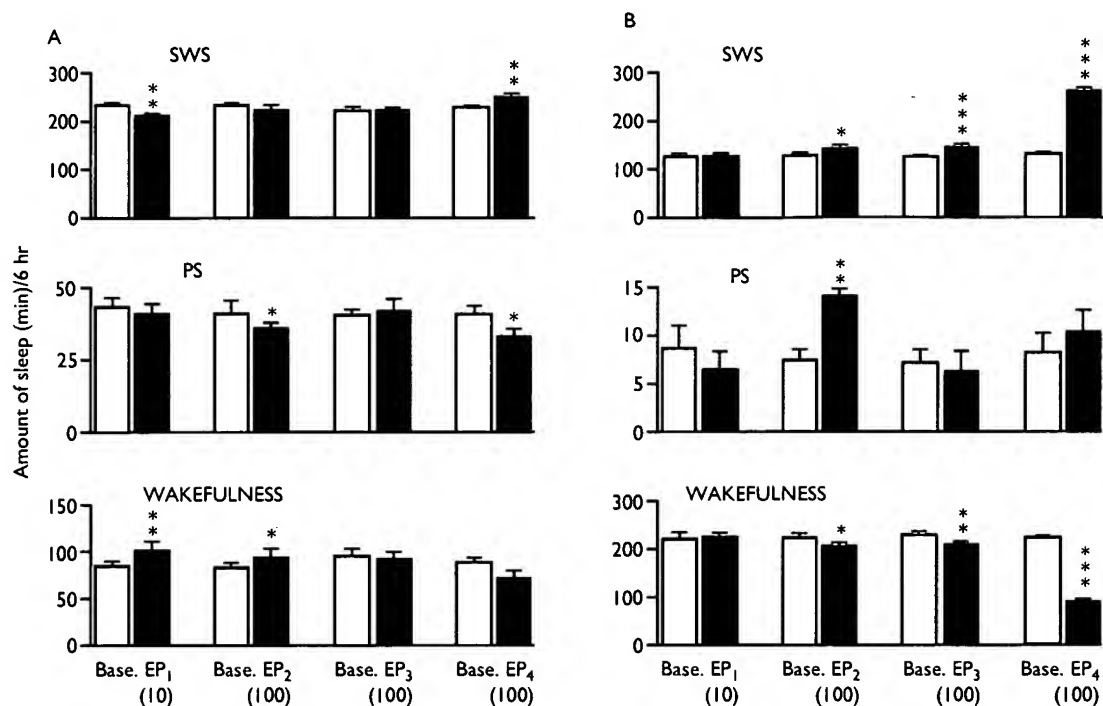 A
SWS
* *
* *
300
200
100
0
PS
*
*
50
25
0
WAKEFULNESS
* *
*
150
100
50
0
Amount of sleep (min)/6 hr
Base. EP₁ Base. EP₂ Base. EP₃ Base. EP₄
(10) (100) (100) (100)
B
SWS
*
* * *
* * *
300
200
100
0
PS
* *
15
10
5
0
WAKEFULNESS
*
* *
* * *
300
200
100
0
Base. EP₁ Base. EP₂ Base. EP₃ Base. EP₄
(10) (100) (100) (100)